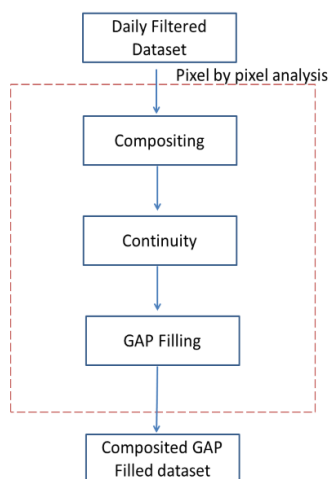 Daily Filtered
Dataset
Pixel by pixel analysis
Compositing
Continuity
GAP Filling
Composited GAP
Filled dataset